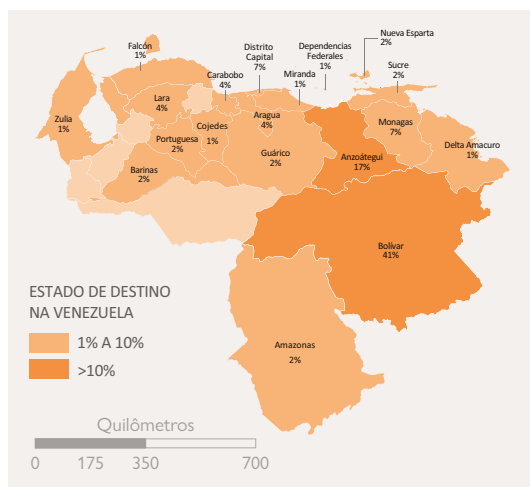 Nueva Esparta
2%
Falcón
1%
Distrito
Capital
7%
Dependencias
Federales
1%
Sucre
2%
Carabobo
4%
Miranda
1%
Zulia
1%
Lara
4%
Cojedes
1%
Aragua
4%
Monagas
7%
Portuguesa
2%
Guárico
2%
Anzoátegui
17%
Delta Amacuro
1%
Barinas
2%
Bolívar
41%
ESTADO DE DESTINO
NA VENEZUELA
1% A 10%
>10%
Amazonas
2%
Quilômetros
0 175 350 700